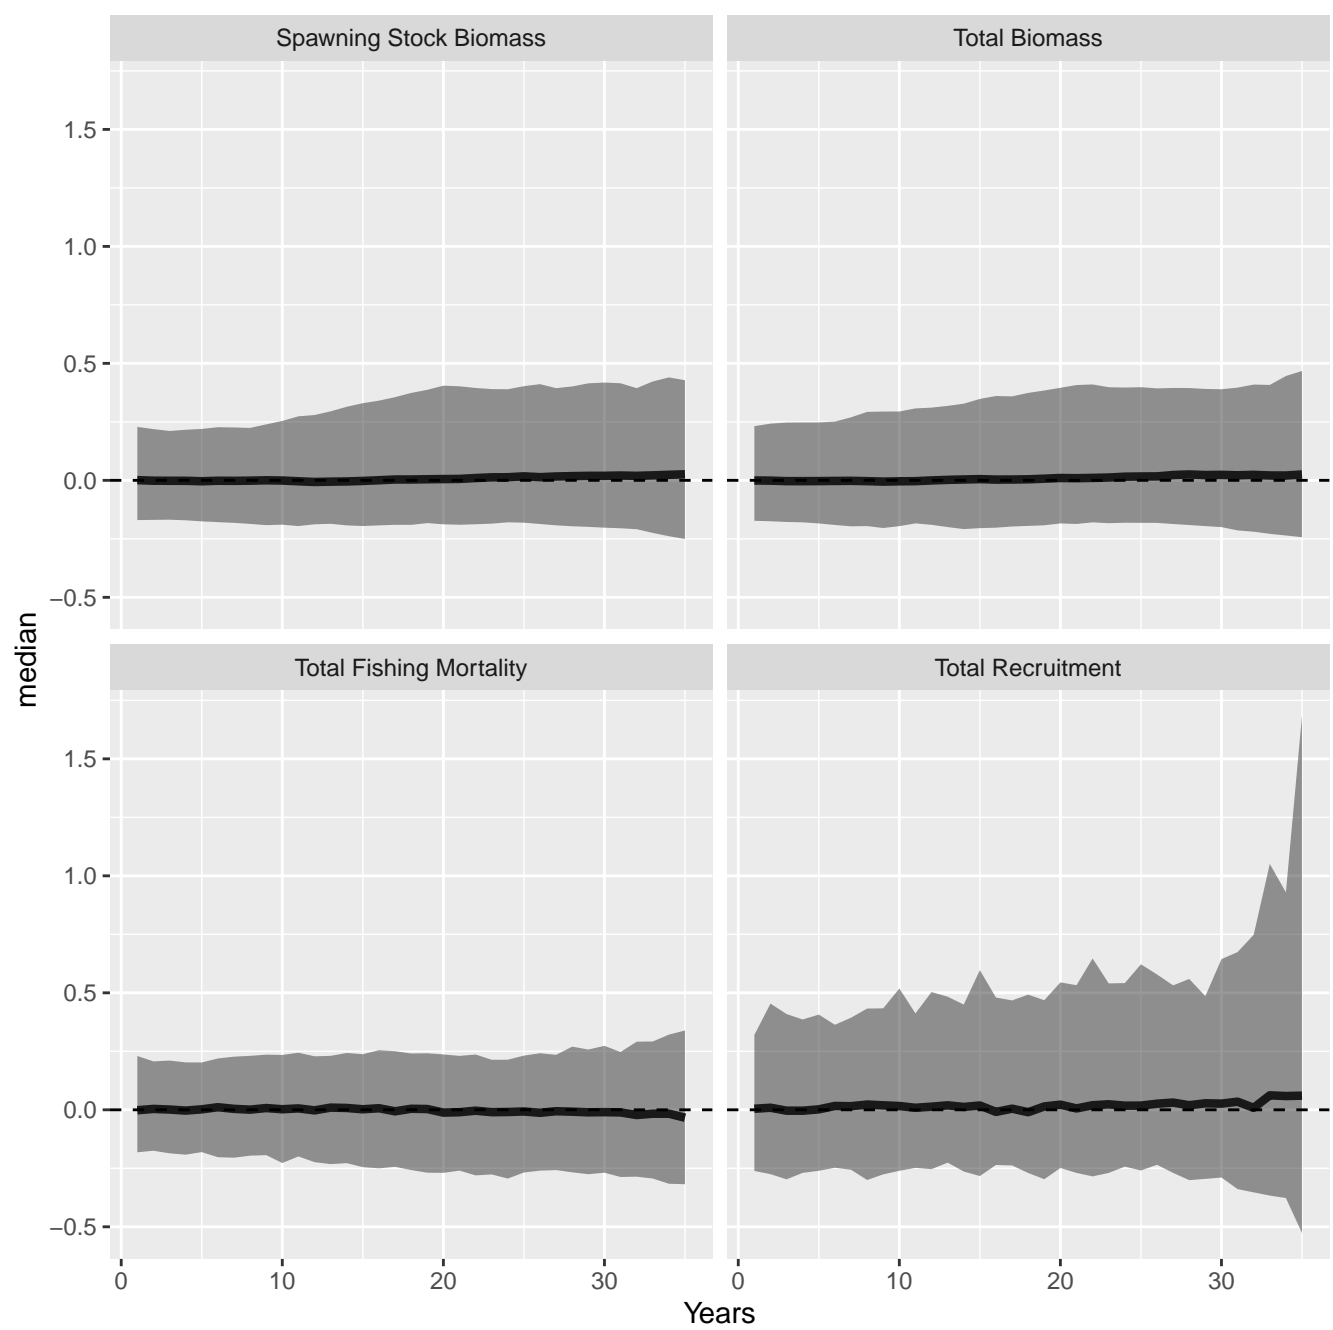 Spawning Stock Biomass
Total Biomass
1.5
1.0
0.5
0.0
−0.5
median
Total Fishing Mortality
Total Recruitment
1.5
1.0
0.5
0.0
−0.5
0 10 20 30
0 10 20 30
Years